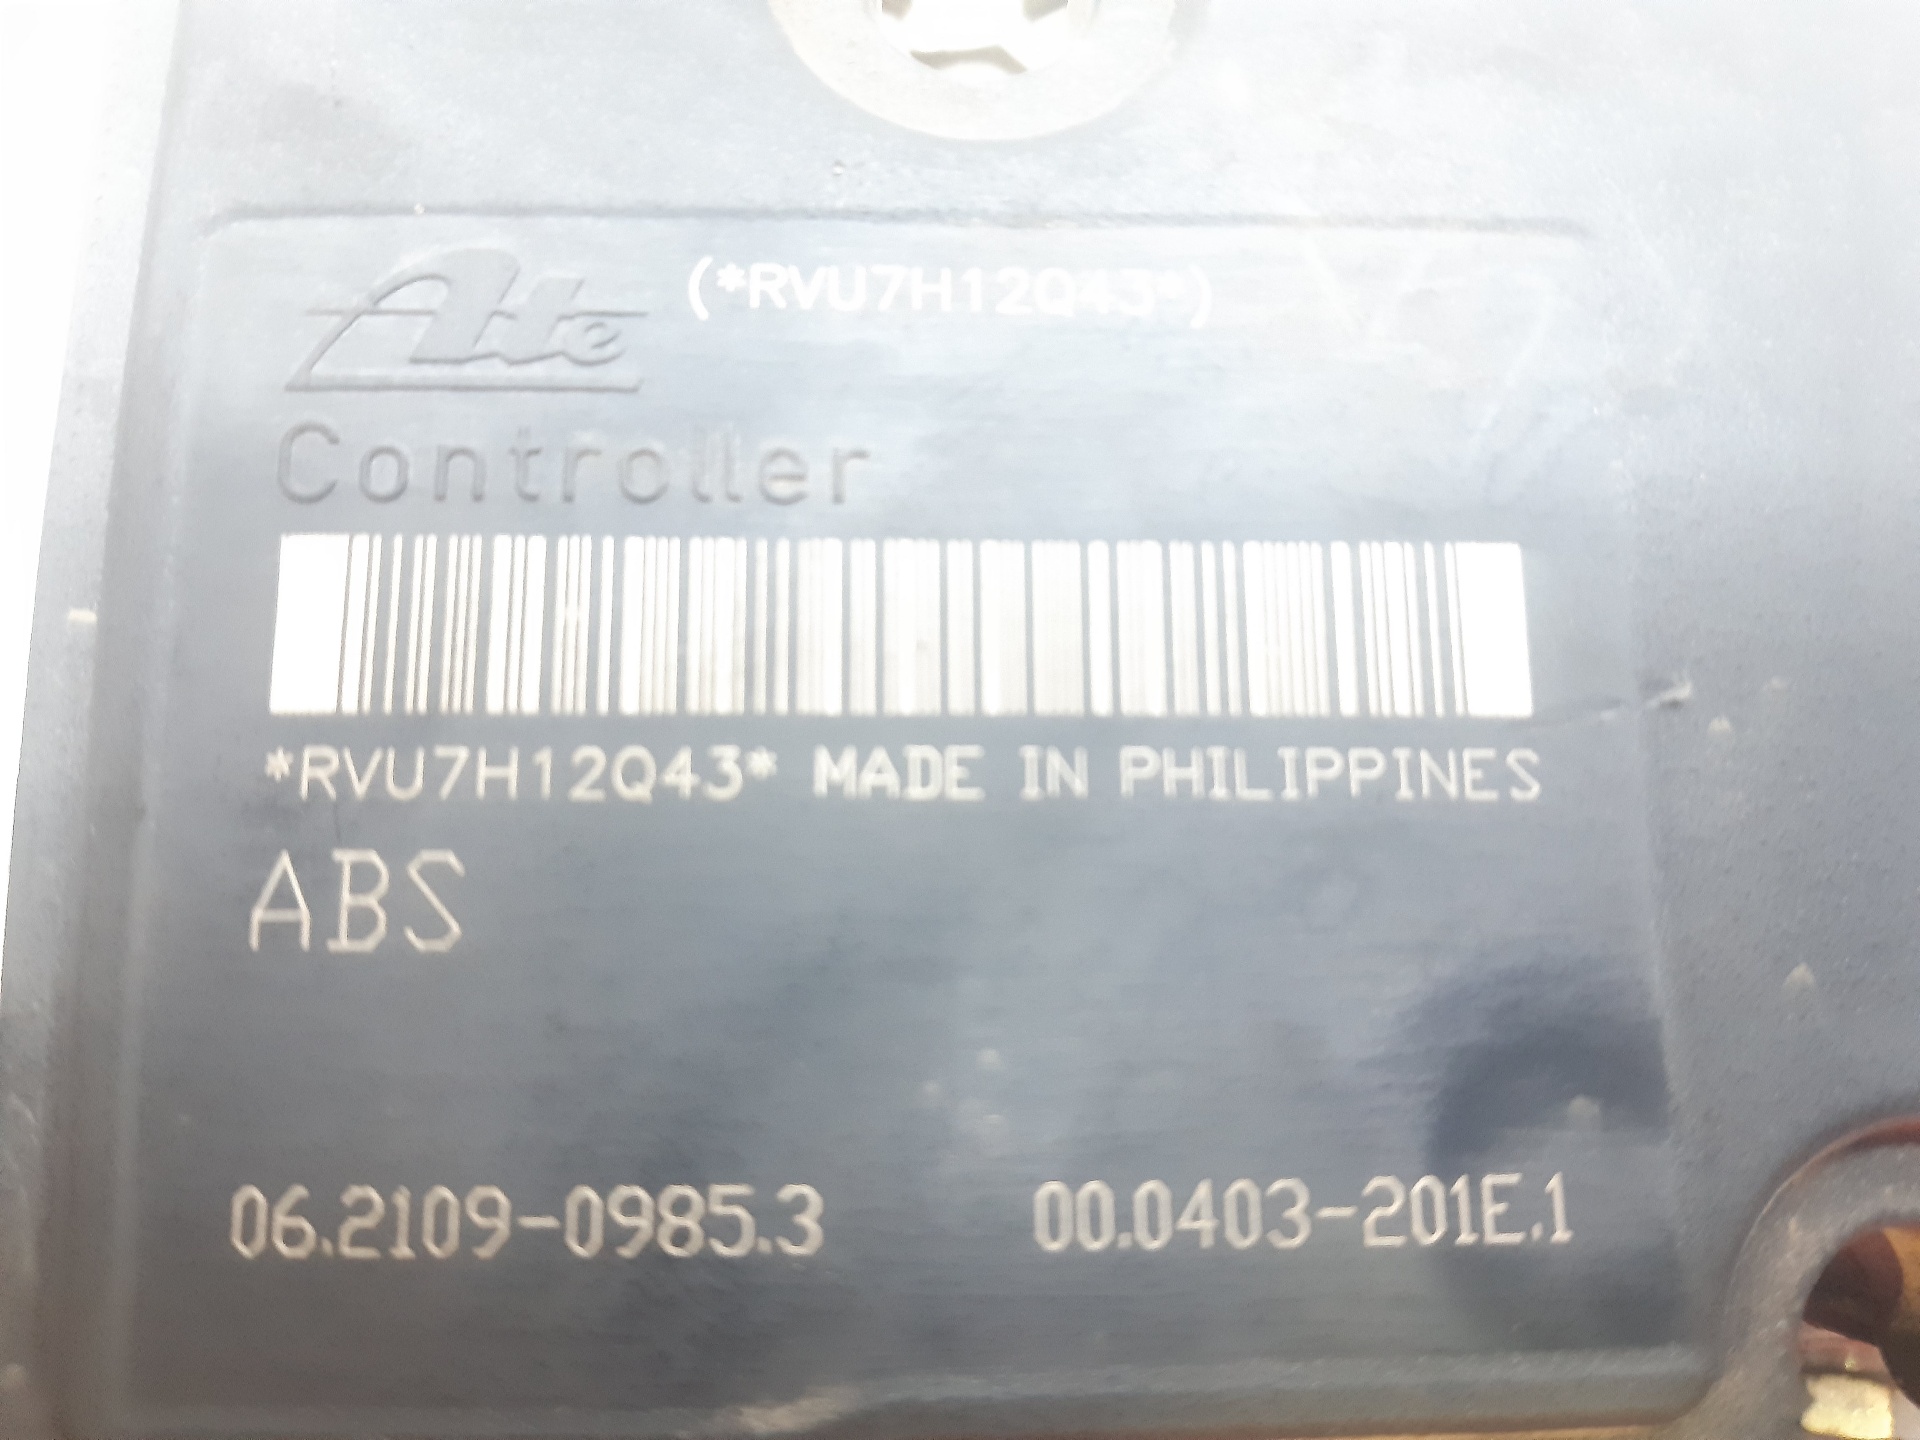 Ate (*RVU7H12Q43*)
Controller
*RVU7H12Q43* MADE IN PHILIPPINES
ABS
06.2109-0985.3 00.0403-201E.1